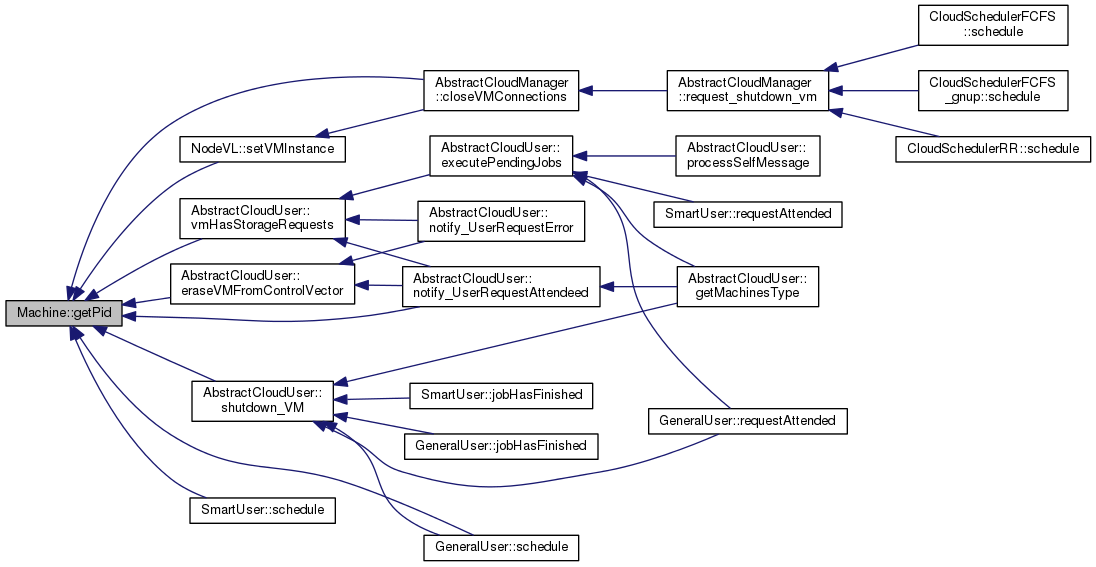 CloudSchedulerFCFS
::schedule
AbstractCloudManager
::closeVMConnections
AbstractCloudManager
::request_shutdown_vm
CloudSchedulerFCFS
_gnup::schedule
NodeVL::setVMInstance
AbstractCloudUser::
executePendingJobs
AbstractCloudUser::
processSelfMessage
CloudSchedulerRR::schedule
AbstractCloudUser::
vmHasStorageRequests
AbstractCloudUser::
notify_UserRequestError
SmartUser::requestAttended
AbstractCloudUser::
eraseVMFromControlVector
AbstractCloudUser::
notify_UserRequestAttendeed
AbstractCloudUser::
getMachinesType
Machine::getPid
AbstractCloudUser::
shutdown_VM
SmartUser::jobHasFinished
GeneralUser::requestAttended
GeneralUser::jobHasFinished
SmartUser::schedule
GeneralUser::schedule